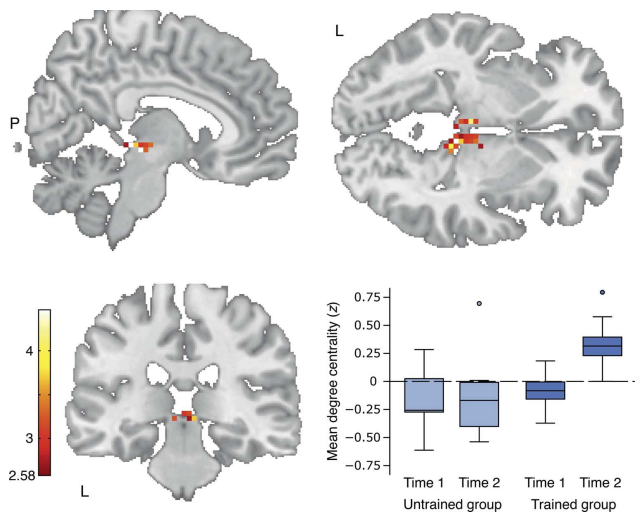 L
P
4
3
2.58
L
Mean degree centrality (z)
0.75
0.50
0.25
0
−0.25
−0.50
−0.75
Time 1 Time 2 Time 1 Time 2
Untrained group Trained group